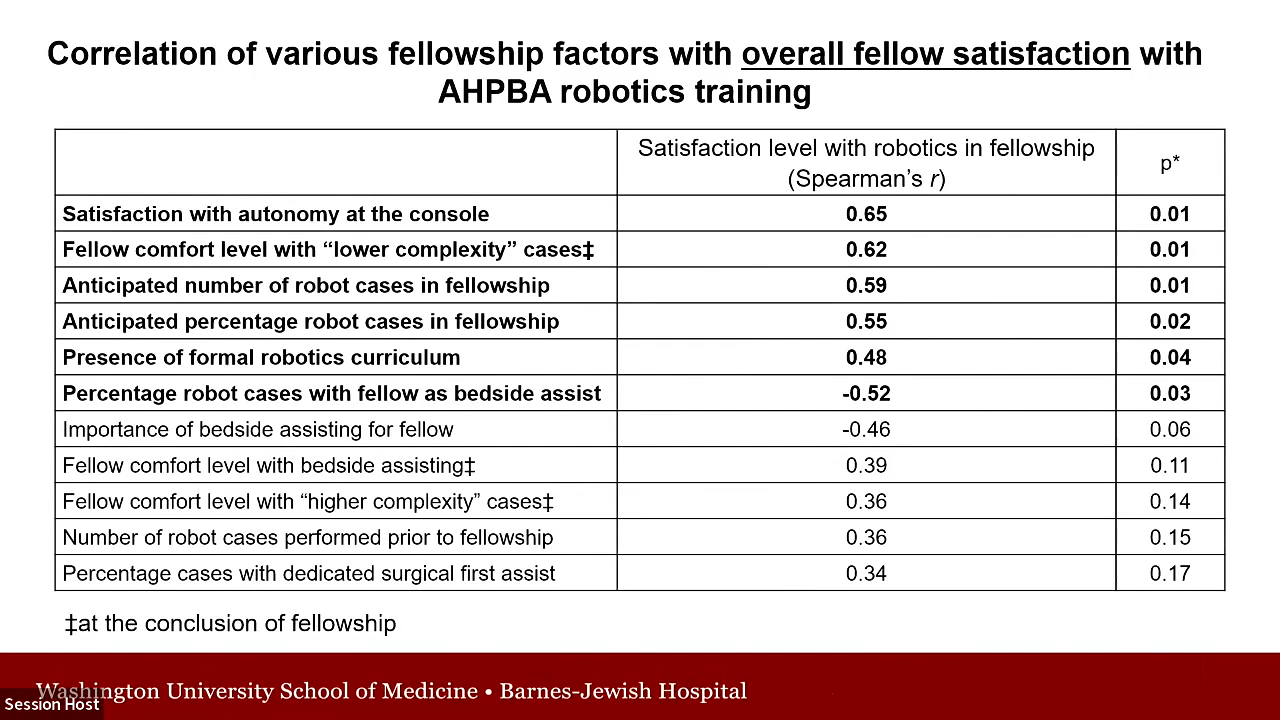 Correlation of various fellowship factors with overall fellow satisfaction with
AHPBA robotics training
Satisfaction level with robotics in fellowship
(Spearman's r)
p*
Satisfaction with autonomy at the console 0.65 0.01
Fellow comfort level with “lower complexity” cases‡ 0.62 0.01
Anticipated number of robot cases in fellowship 0.59 0.01
Anticipated percentage robot cases in fellowship 0.55 0.02
Presence of formal robotics curriculum 0.48 0.04
Percentage robot cases with fellow as bedside assist -0.52 0.03
Importance of bedside assisting for fellow -0.46 0.06
Fellow comfort level with bedside assisting‡ 0.39 0.11
Fellow comfort level with “higher complexity” cases‡ 0.36 0.14
Number of robot cases performed prior to fellowship 0.36 0.15
Percentage cases with dedicated surgical first assist 0.34 0.17
‡at the conclusion of fellowship
Washington University School of Medicine • Barnes-Jewish Hospital
Session Host